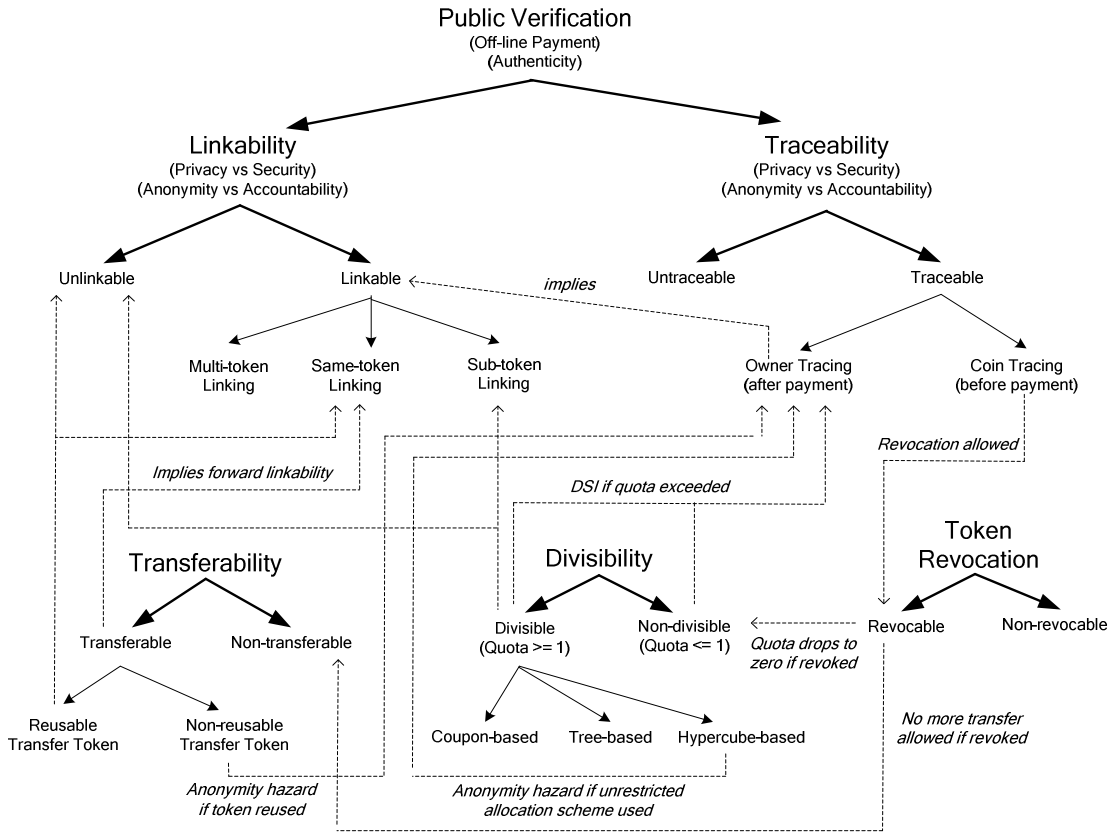 Public Verification
(Off-line Payment)
(Authenticity)
Linkability
(Privacy vs Security)
(Anonymity vs Accountability)
Traceability
(Privacy vs Security)
(Anonymity vs Accountability)
Unlinkable
Linkable
implies
Untraceable
Traceable
Multi-token
Linking
Same-token
Linking
Sub-token
Linking
Owner Tracing
(after payment)
Coin Tracing
(before payment)
Revocation allowed
Implies forward linkability
DSI if quota exceeded
Transferability
Divisibility
Token
Revocation
Transferable
Non-transferable
Divisible
(Quota >= 1)
Non-divisible
(Quota <= 1)
Quota drops to
zero if revoked
Revocable
Non-revocable
Reusable
Transfer Token
Non-reusable
Transfer Token
Coupon-based
Tree-based
Hypercube-based
No more transfer
allowed if revoked
Anonymity hazard
if token reused
Anonymity hazard if unrestricted
allocation scheme used